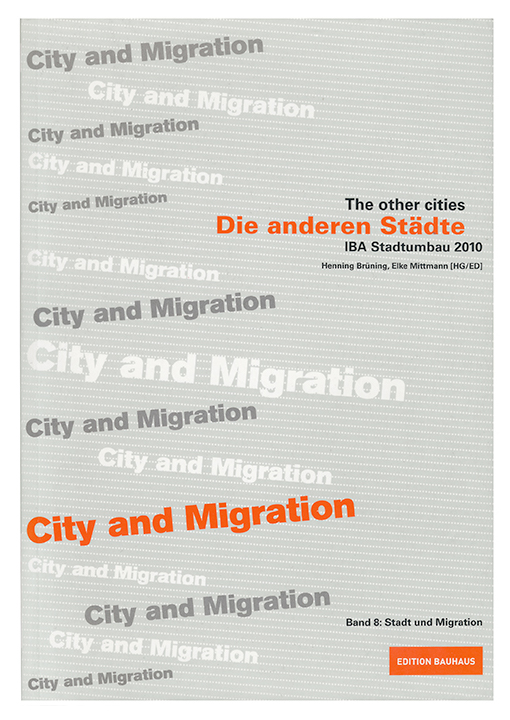 City and Migration
City and Migration
City and Migration
City and Migration
City and Migration
The other cities
Die anderen Städte
IBA Stadtumbau 2010
Henning Brüning, Elke Mittmann [HG/ED]
City and Migration
City and Migration
City and Migration
City and Migration
City and Migration
City and Migration
City and Migration
City and Migration
Band 8: Stadt und Migration
City and Migration
EDITION BAUHAUS
City and Migration